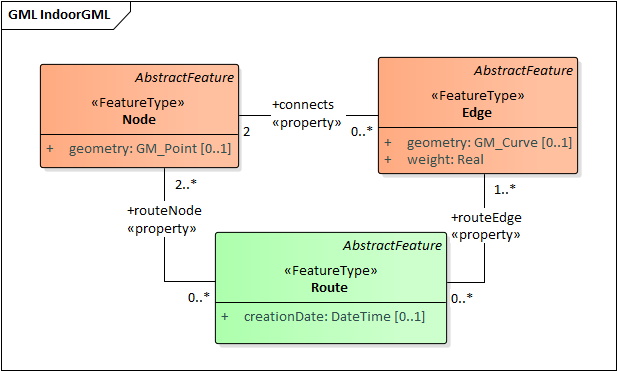 GML IndoorGML
AbstractFeature
«FeatureType»
Node
+ geometry: GM_Point [0..1]
+connects
«property»
2
0..*
AbstractFeature
«FeatureType»
Edge
+ geometry: GM_Curve [0..1]
+ weight: Real
2..*
+routeNode
«property»
0..*
1..*
+routeEdge
«property»
0..*
AbstractFeature
«FeatureType»
Route
+ creationDate: DateTime [0..1]